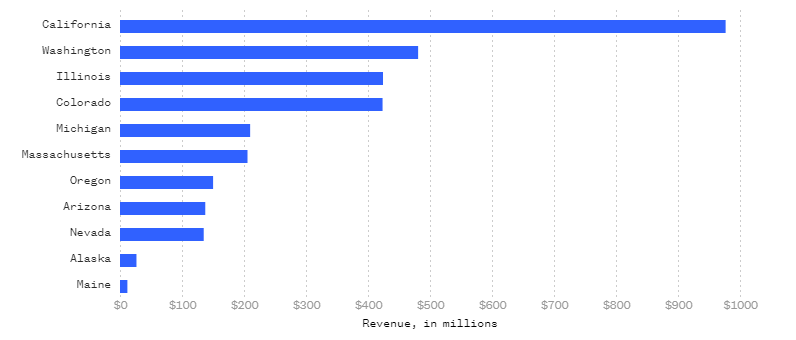 California
Washington
Illinois
Colorado
Michigan
Massachusetts
Oregon
Arizona
Nevada
Alaska
Maine
$0 $100 $200 $300 $400 $500 $600 $700 $800 $900 $1000
Revenue, in millions